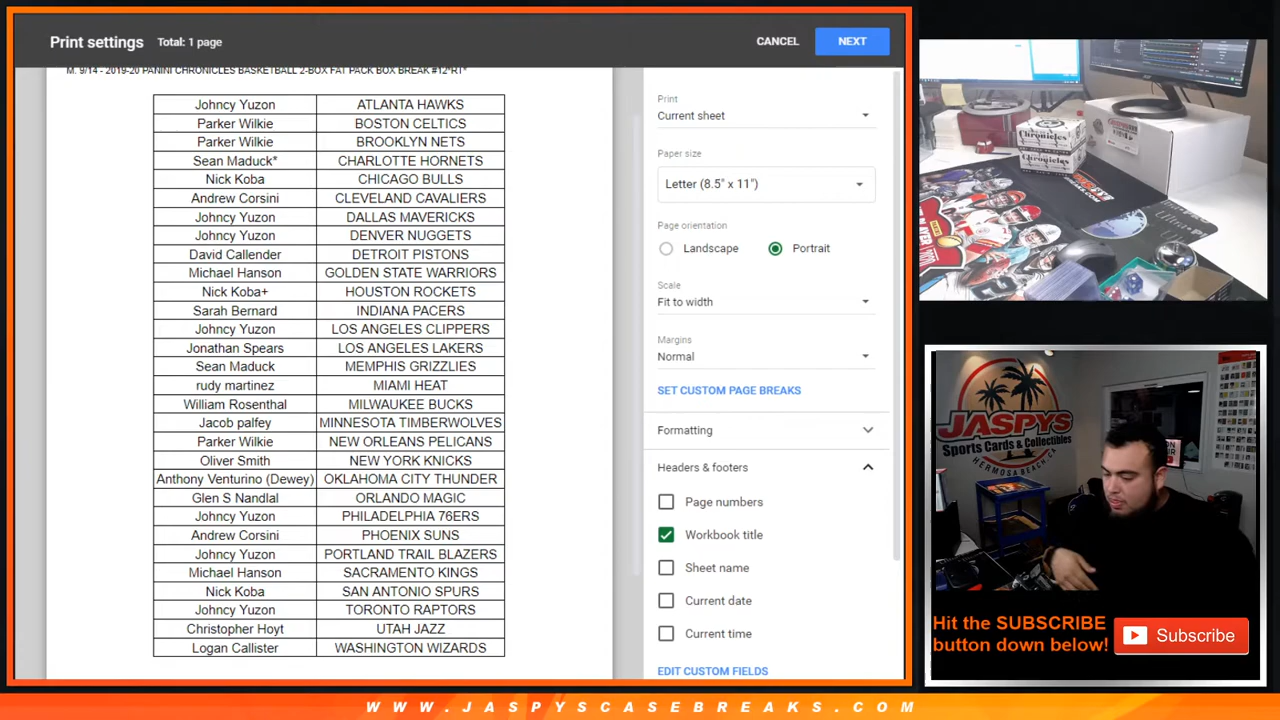 Print settings Total: 1 page
CANCEL NEXT
M. 9/14 - 2019-20 PANINI CHRONICLES BASKETBALL 2-BOX FAT PACK BOX BREAK #12*RT*
Johncy Yuzon ATLANTA HAWKS
Parker Wilkie BOSTON CELTICS
Parker Wilkie BROOKLYN NETS
Sean Maduck* CHARLOTTE HORNETS
Nick Koba CHICAGO BULLS
Andrew Corsini CLEVELAND CAVALIERS
Johncy Yuzon DALLAS MAVERICKS
Johncy Yuzon DENVER NUGGETS
David Callender DETROIT PISTONS
Michael Hanson GOLDEN STATE WARRIORS
Nick Koba+ HOUSTON ROCKETS
Sarah Bernard INDIANA PACERS
Johncy Yuzon LOS ANGELES CLIPPERS
Jonathan Spears LOS ANGELES LAKERS
Sean Maduck MEMPHIS GRIZZLIES
rudy martinez MIAMI HEAT
William Rosenthal MILWAUKEE BUCKS
Jacob palfey MINNESOTA TIMBERWOLVES
Parker Wilkie NEW ORLEANS PELICANS
Oliver Smith NEW YORK KNICKS
Anthony Venturino (Dewey) OKLAHOMA CITY THUNDER
Glen S Nandlal ORLANDO MAGIC
Johncy Yuzon PHILADELPHIA 76ERS
Andrew Corsini PHOENIX SUNS
Johncy Yuzon PORTLAND TRAIL BLAZERS
Michael Hanson SACRAMENTO KINGS
Nick Koba SAN ANTONIO SPURS
Johncy Yuzon TORONTO RAPTORS
Christopher Hoyt UTAH JAZZ
Logan Callister WASHINGTON WIZARDS
Print
Current sheet
Paper size
Letter (8.5" x 11")
Page orientation
Landscape Portrait
Scale
Fit to width
Margins
Normal
SET CUSTOM PAGE BREAKS
Formatting
Headers & footers
Page numbers
Workbook title
Sheet name
Current date
Current time
EDIT CUSTOM FIELDS
Chronicles
Chronicles
JASPYS
Sports Cards & Collectibles
HERMOSA BEACH, CA
Hit the SUBSCRIBE
button down below!
Subscribe
WWW.JASPYSCASEBREAKS.COM